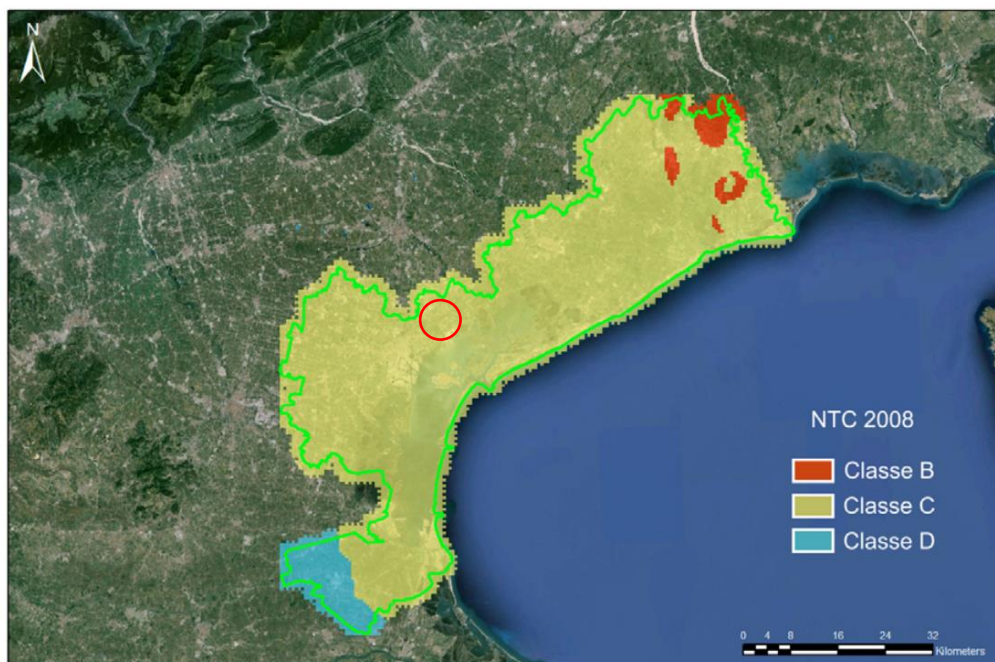 N
NTC 2008
Classe B
Classe C
Classe D
0 4 8 16 24 32
Kilometers